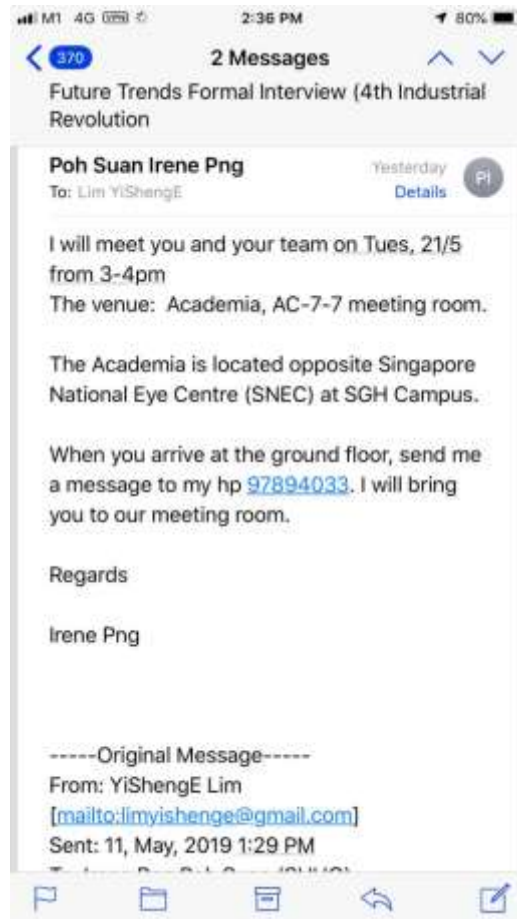 M1 4G VPN
2:36 PM
80%
370
2 Messages
Future Trends Formal Interview (4th Industrial
Revolution
Poh Suan Irene Png
Yesterday
PI
To: Lim YiShengE
Details
I will meet you and your team on Tues, 21/5
from 3-4pm
The venue:  Academia, AC-7-7 meeting room.
The Academia is located opposite Singapore
National Eye Centre (SNEC) at SGH Campus.
When you arrive at the ground floor, send me
a message to my hp 97894033. I will bring
you to our meeting room.
Regards
Irene Png
-----Original Message-----
From: YiShengE Lim
[mailto:limyishenge@gmail.com]
Sent: 11, May, 2019 1:29 PM